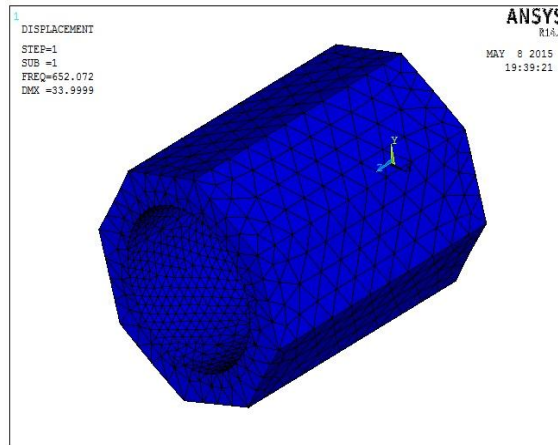 1
DISPLACEMENT
STEP=1
SUB =1
FREQ=652.072
DMX =33.9999
ANSYS
R14.
MAY 8 2015
19:39:21
Y
Z